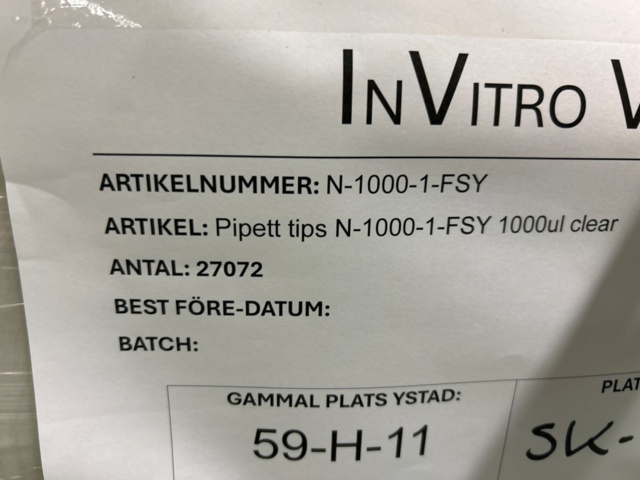 INVITRO
ARTIKELNUMMER: N-1000-1-FSY
ARTIKEL: Pipett tips N-1000-1-FSY 1000ul clear
ANTAL: 27072
BEST FÖRE-DATUM:
BATCH:
GAMMAL PLATS YSTAD:
59-H-11
SK-